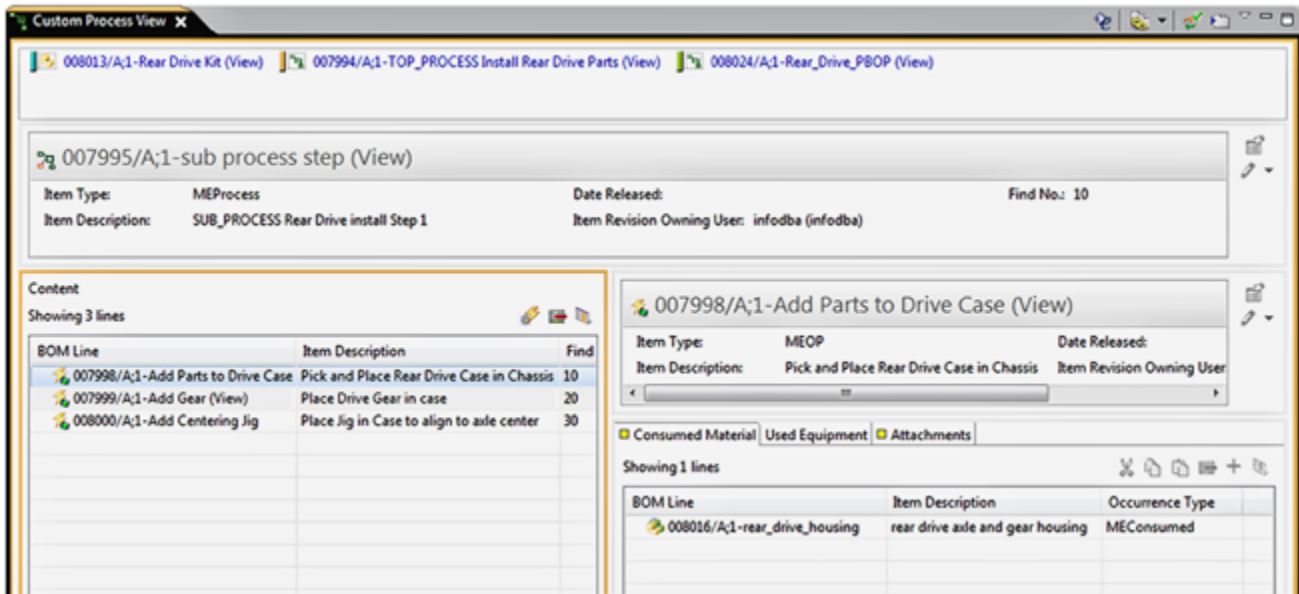 Custom Process View
008013/A;1-Rear Drive Kit (View) 007994/A;1-TOP_PROCESS Install Rear Drive Parts (View) 008024/A;1-Rear_Drive_PBOP (View)
007995/A;1-sub process step (View)
Item Type: MEProcess Date Released: Find No.: 10
Item Description: SUB_PROCESS Rear Drive install Step 1 Item Revision Owning User: infodba (infodba)
Content
Showing 3 lines
BOM Line Item Description Find
007998/A;1-Add Parts to Drive Case Pick and Place Rear Drive Case in Chassis 10
007999/A;1-Add Gear (View) Place Drive Gear in case 20
008000/A;1-Add Centering Jig Place Jig in Case to align to axle center 30
007998/A;1-Add Parts to Drive Case (View)
Item Type: MEOP Date Released:
Item Description: Pick and Place Rear Drive Case in Chassis Item Revision Owning User
Consumed Material Used Equipment Attachments
Showing 1 lines
BOM Line Item Description Occurrence Type
008016/A;1-rear_drive_housing rear drive axle and gear housing MEConsumed